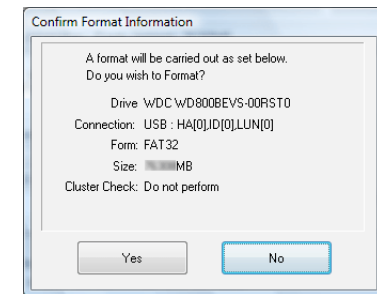 Confirm Format Information
A format will be carried out as set below.
Do you wish to Format?
Drive WDC WD800BEVS-00RST0
Connection: USB : HA[0],ID[0],LUN[0]
Form: FAT32
Size: MB
Cluster Check: Do not perform
Yes
No